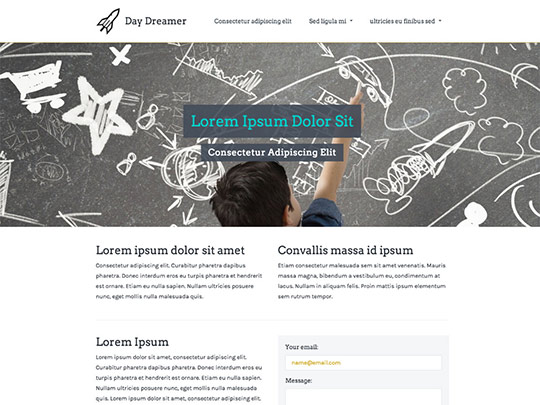 Day Dreamer
Consectetur adipiscing elit
Sed ligula mi
ultricies eu finibus sed
Lorem Ipsum Dolor Sit
Consectetur Adipiscing Elit
Lorem ipsum dolor sit amet
Consectetur adipiscing elit. Curabitur pharetra dapibus
pharetra. Donec interdum eros eu turpis pharetra et hendrerit
est ornare. Etiam eu nulla sapien. Nullam ultricies posuere
nunc, eget mollis nulla malesuada quis.
Convallis massa id ipsum
Etiam consectetur malesuada sem sit amet venenatis. Mauris
massa magna, bibendum a vestibulum eu, condimentum at
lacus. Nullam in aliquam felis. Proin mattis ipsum elementum
sem rutrum tempor.
Lorem Ipsum
Lorem ipsum dolor sit amet, consectetur adipiscing elit.
Curabitur pharetra dapibus pharetra. Donec interdum eros eu
turpis pharetra et hendrerit est ornare. Etiam eu nulla
sapien. Nullam ultricies posuere nunc, eget mollis nulla
malesuada quis. Lorem ipsum dolor sit amet, consectetur
Your email:
name@email.com
Message: